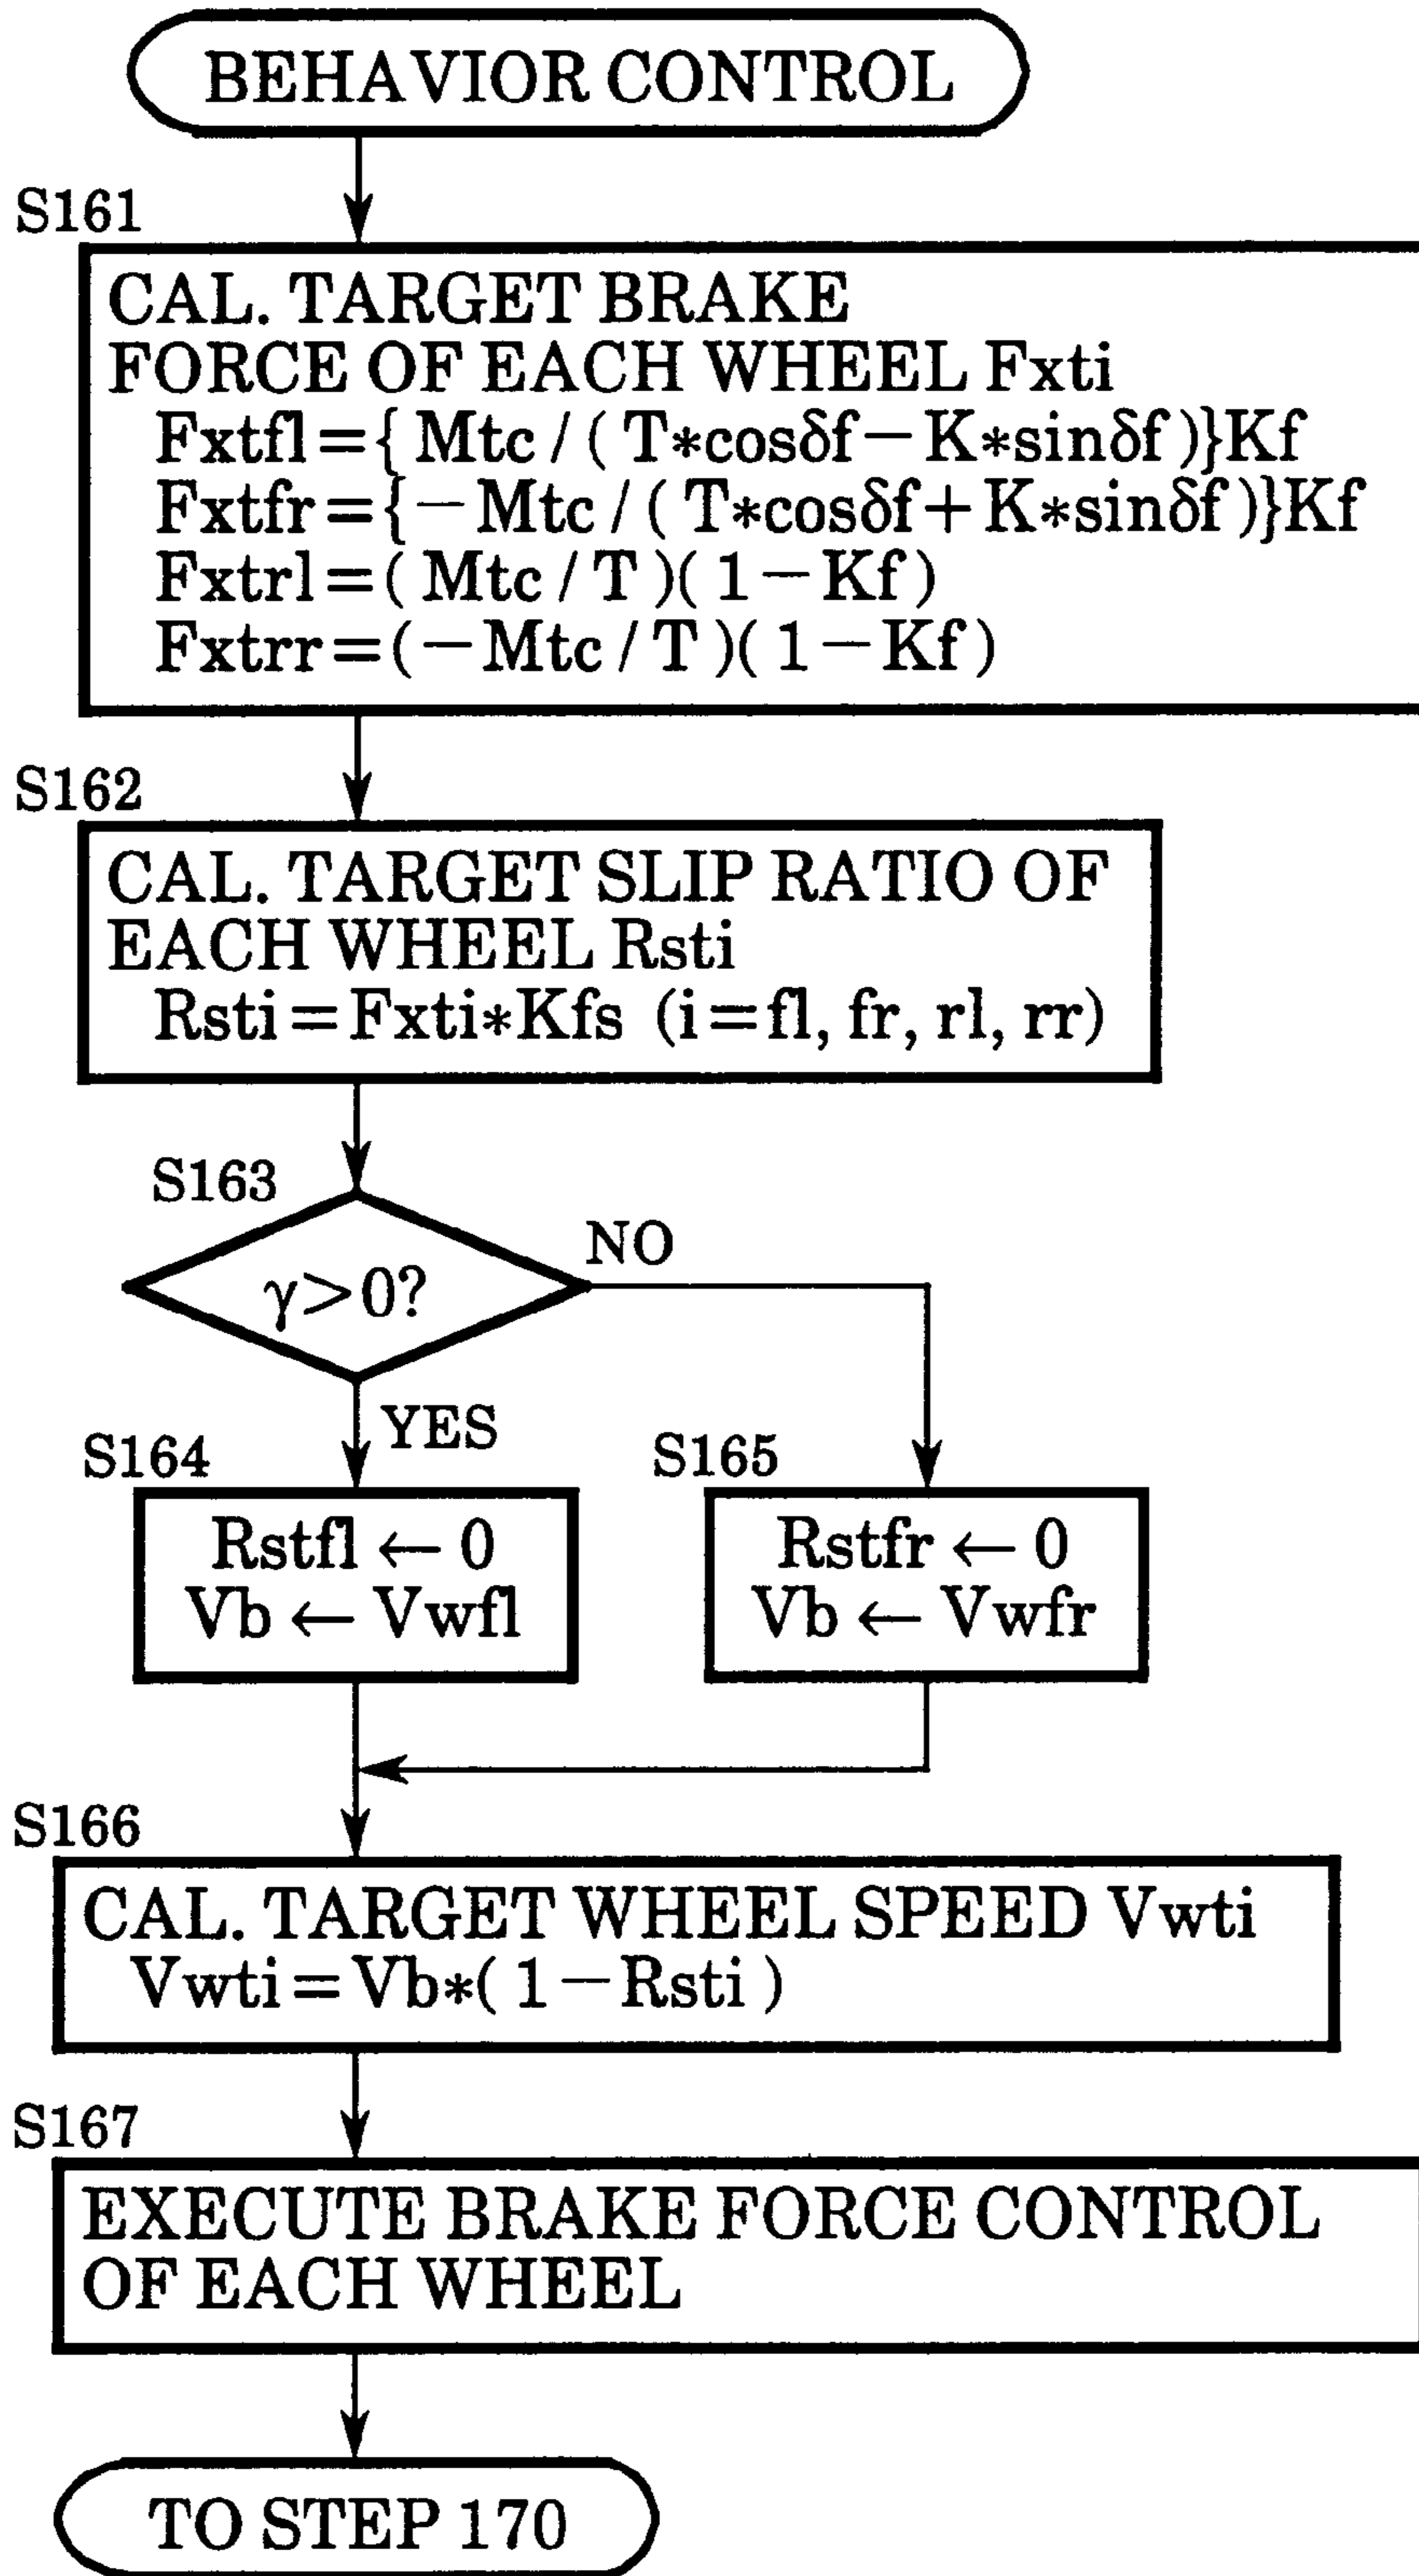 BEHAVIOR CONTROL
S161
CAL. TARGET BRAKE
FORCE OF EACH WHEEL Fxti
Fxtfl={ Mtc / ( T*cosδf−K*sinδf )}Kf
Fxtfr={−Mtc / ( T*cosδf+K*sinδf )}Kf
Fxtrl=( Mtc / T )( 1−Kf )
Fxtrr=(−Mtc / T )( 1−Kf )
S162
CAL. TARGET SLIP RATIO OF
EACH WHEEL Rsti
Rsti=Fxti*Kfs (i=fl, fr, rl, rr)
S163
γ>0?
NO
YES
S164
Rstfl ← 0
Vb ← Vwfl
S165
Rstfr ← 0
Vb ← Vwfr
S166
CAL. TARGET WHEEL SPEED Vwti
Vwti=Vb*( 1−Rsti )
S167
EXECUTE BRAKE FORCE CONTROL
OF EACH WHEEL
TO STEP 170